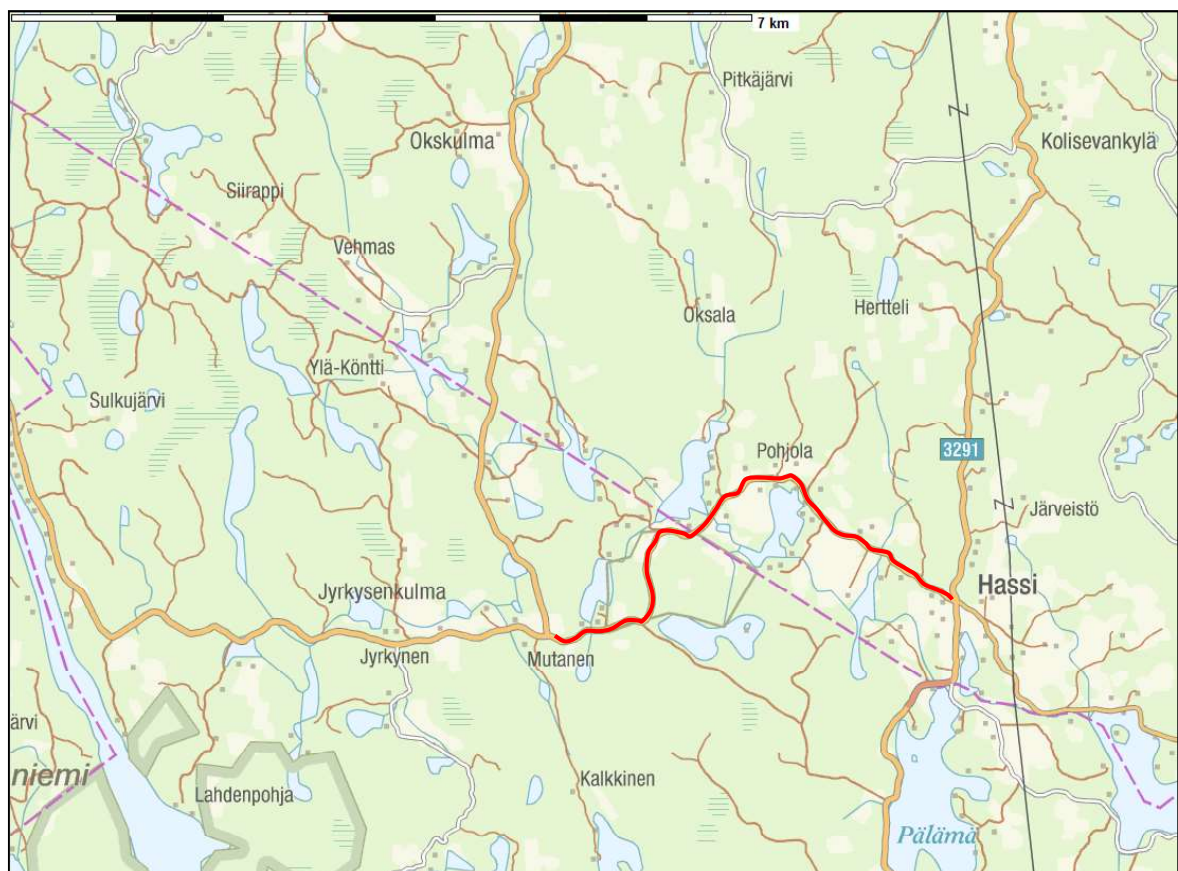 7 km
Pitkäjärvi
Okskulma
Kolisevankylä
Siirappi
Vehmas
Z
Oksala
Hertteli
Ylä-Köntti
Sulkujärvi
Pohjola
3291
Z
Järveistö
Jyrkysenkulma
Hassi
Jyrkynen
Mutanen
järvi
niemi
Kalkkinen
Lahdenpohja
Pälämä